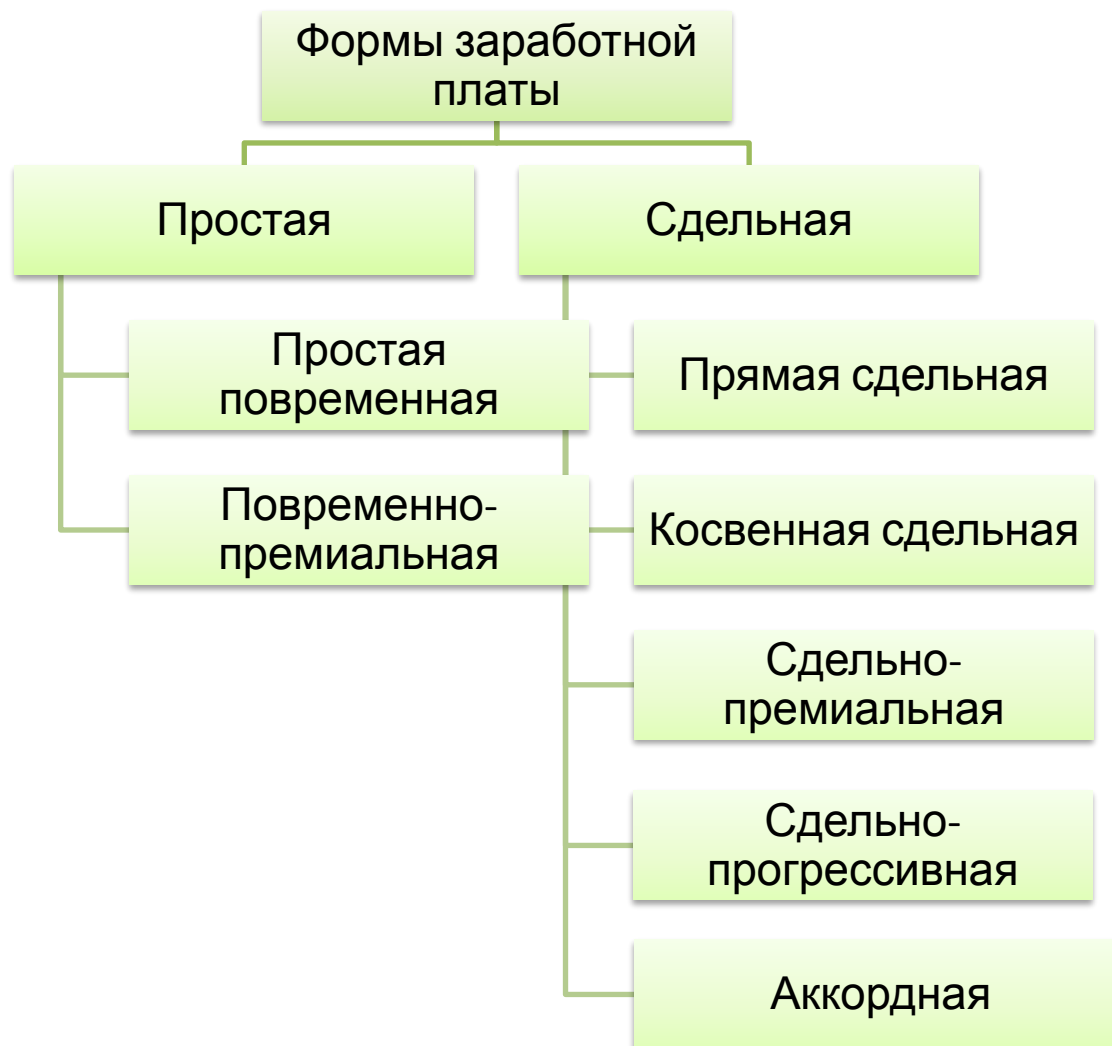 Формы заработной
платы
Простая
Сдельная
Простая
повременная
Прямая сдельная
Повременно-
премиальная
Косвенная сдельная
Сдельно-
премиальная
Сдельно-
прогрессивная
Аккордная